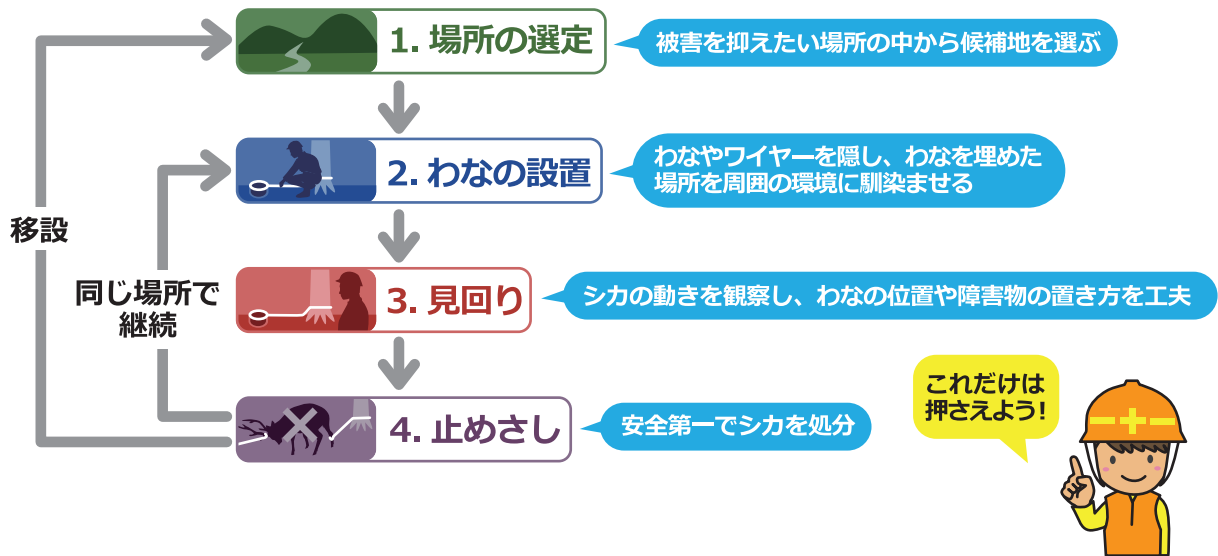 1. 場所の選定
被害を抑えたい場所の中から候補地を選ぶ
2. わなの設置
わなやワイヤーを隠し、わなを埋めた
場所を周囲の環境に馴染ませる
移設
同じ場所で
継続
3. 見回り
シカの動きを観察し、わなの位置や障害物の置き方を工夫
4. 止めさし
安全第一でシカを処分
これだけは
押さえよう!